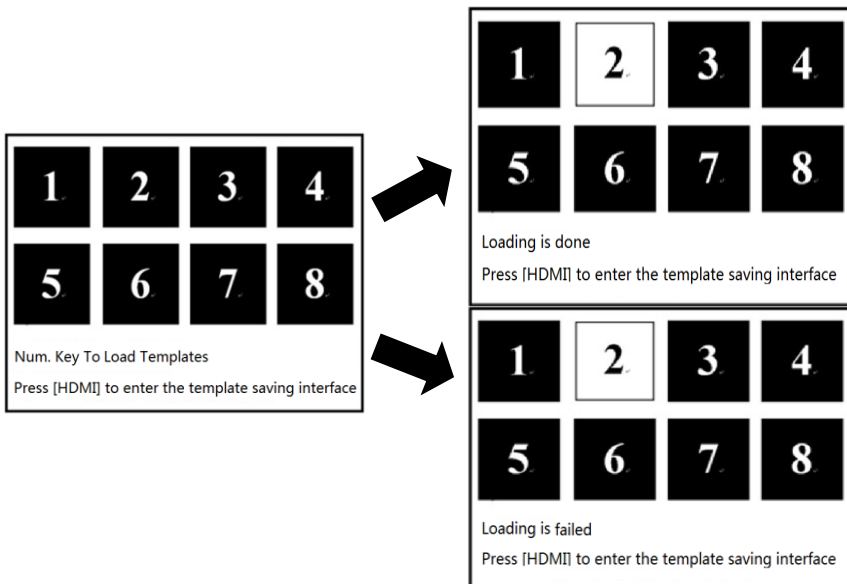 1 2 3 4
5 6 7 8
Num. Key To Load Templates
Press [HDMI] to enter the template saving interface
1 2 3 4
5 6 7 8
Loading is done
Press [HDMI] to enter the template saving interface
1 2 3 4
5 6 7 8
Loading is failed
Press [HDMI] to enter the template saving interface